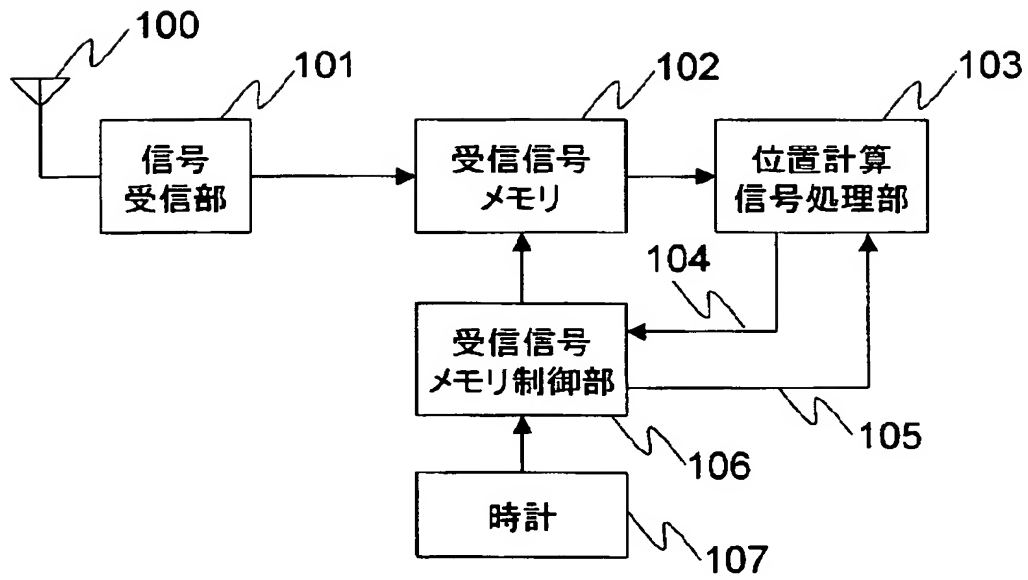 100
101
102
103
信号
受信部
受信信号
メモリ
位置計算
信号処理部
104
受信信号
メモリ制御部
105
106
時計
107